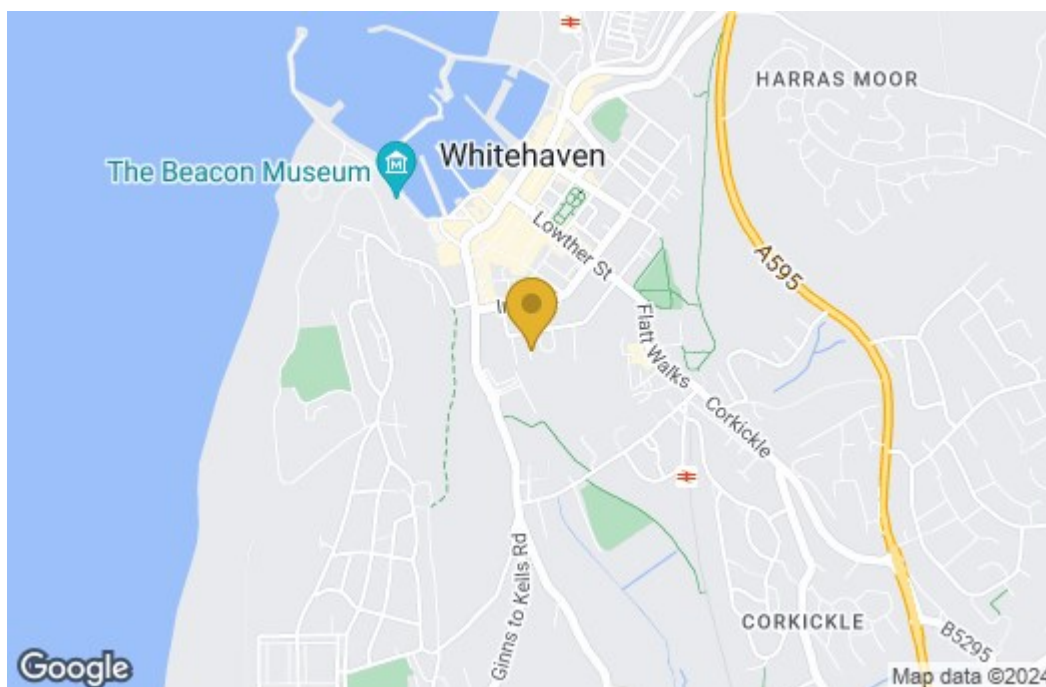 HARRAS MOOR
Whitehaven
The Beacon Museum
M
Lowther St
A595
Flatt Walks
Corkickle
Ginns to Kells Rd
CORKICKLE
B5295
Google
Map data ©2024